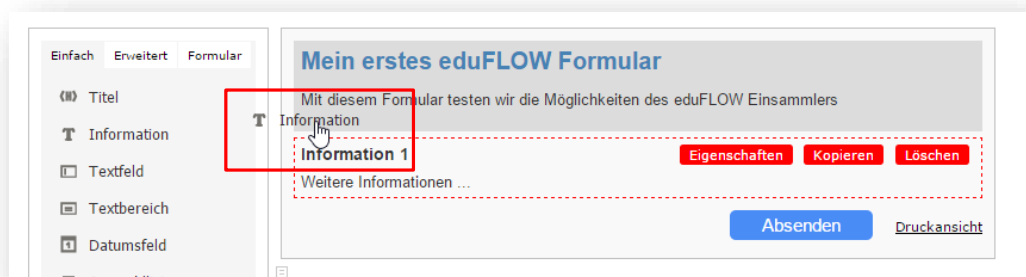 Einfach Erweitert Formular
Titel
Information
Textfeld
Textbereich
Datumsfeld
Mein erstes eduFLOW Formular
Mit diesem Formular testen wir die Möglichkeiten des eduFLOW Einsammlers
T Information
Information 1
Eigenschaften Kopieren Löschen
Weitere Informationen ...
Absenden Druckansicht